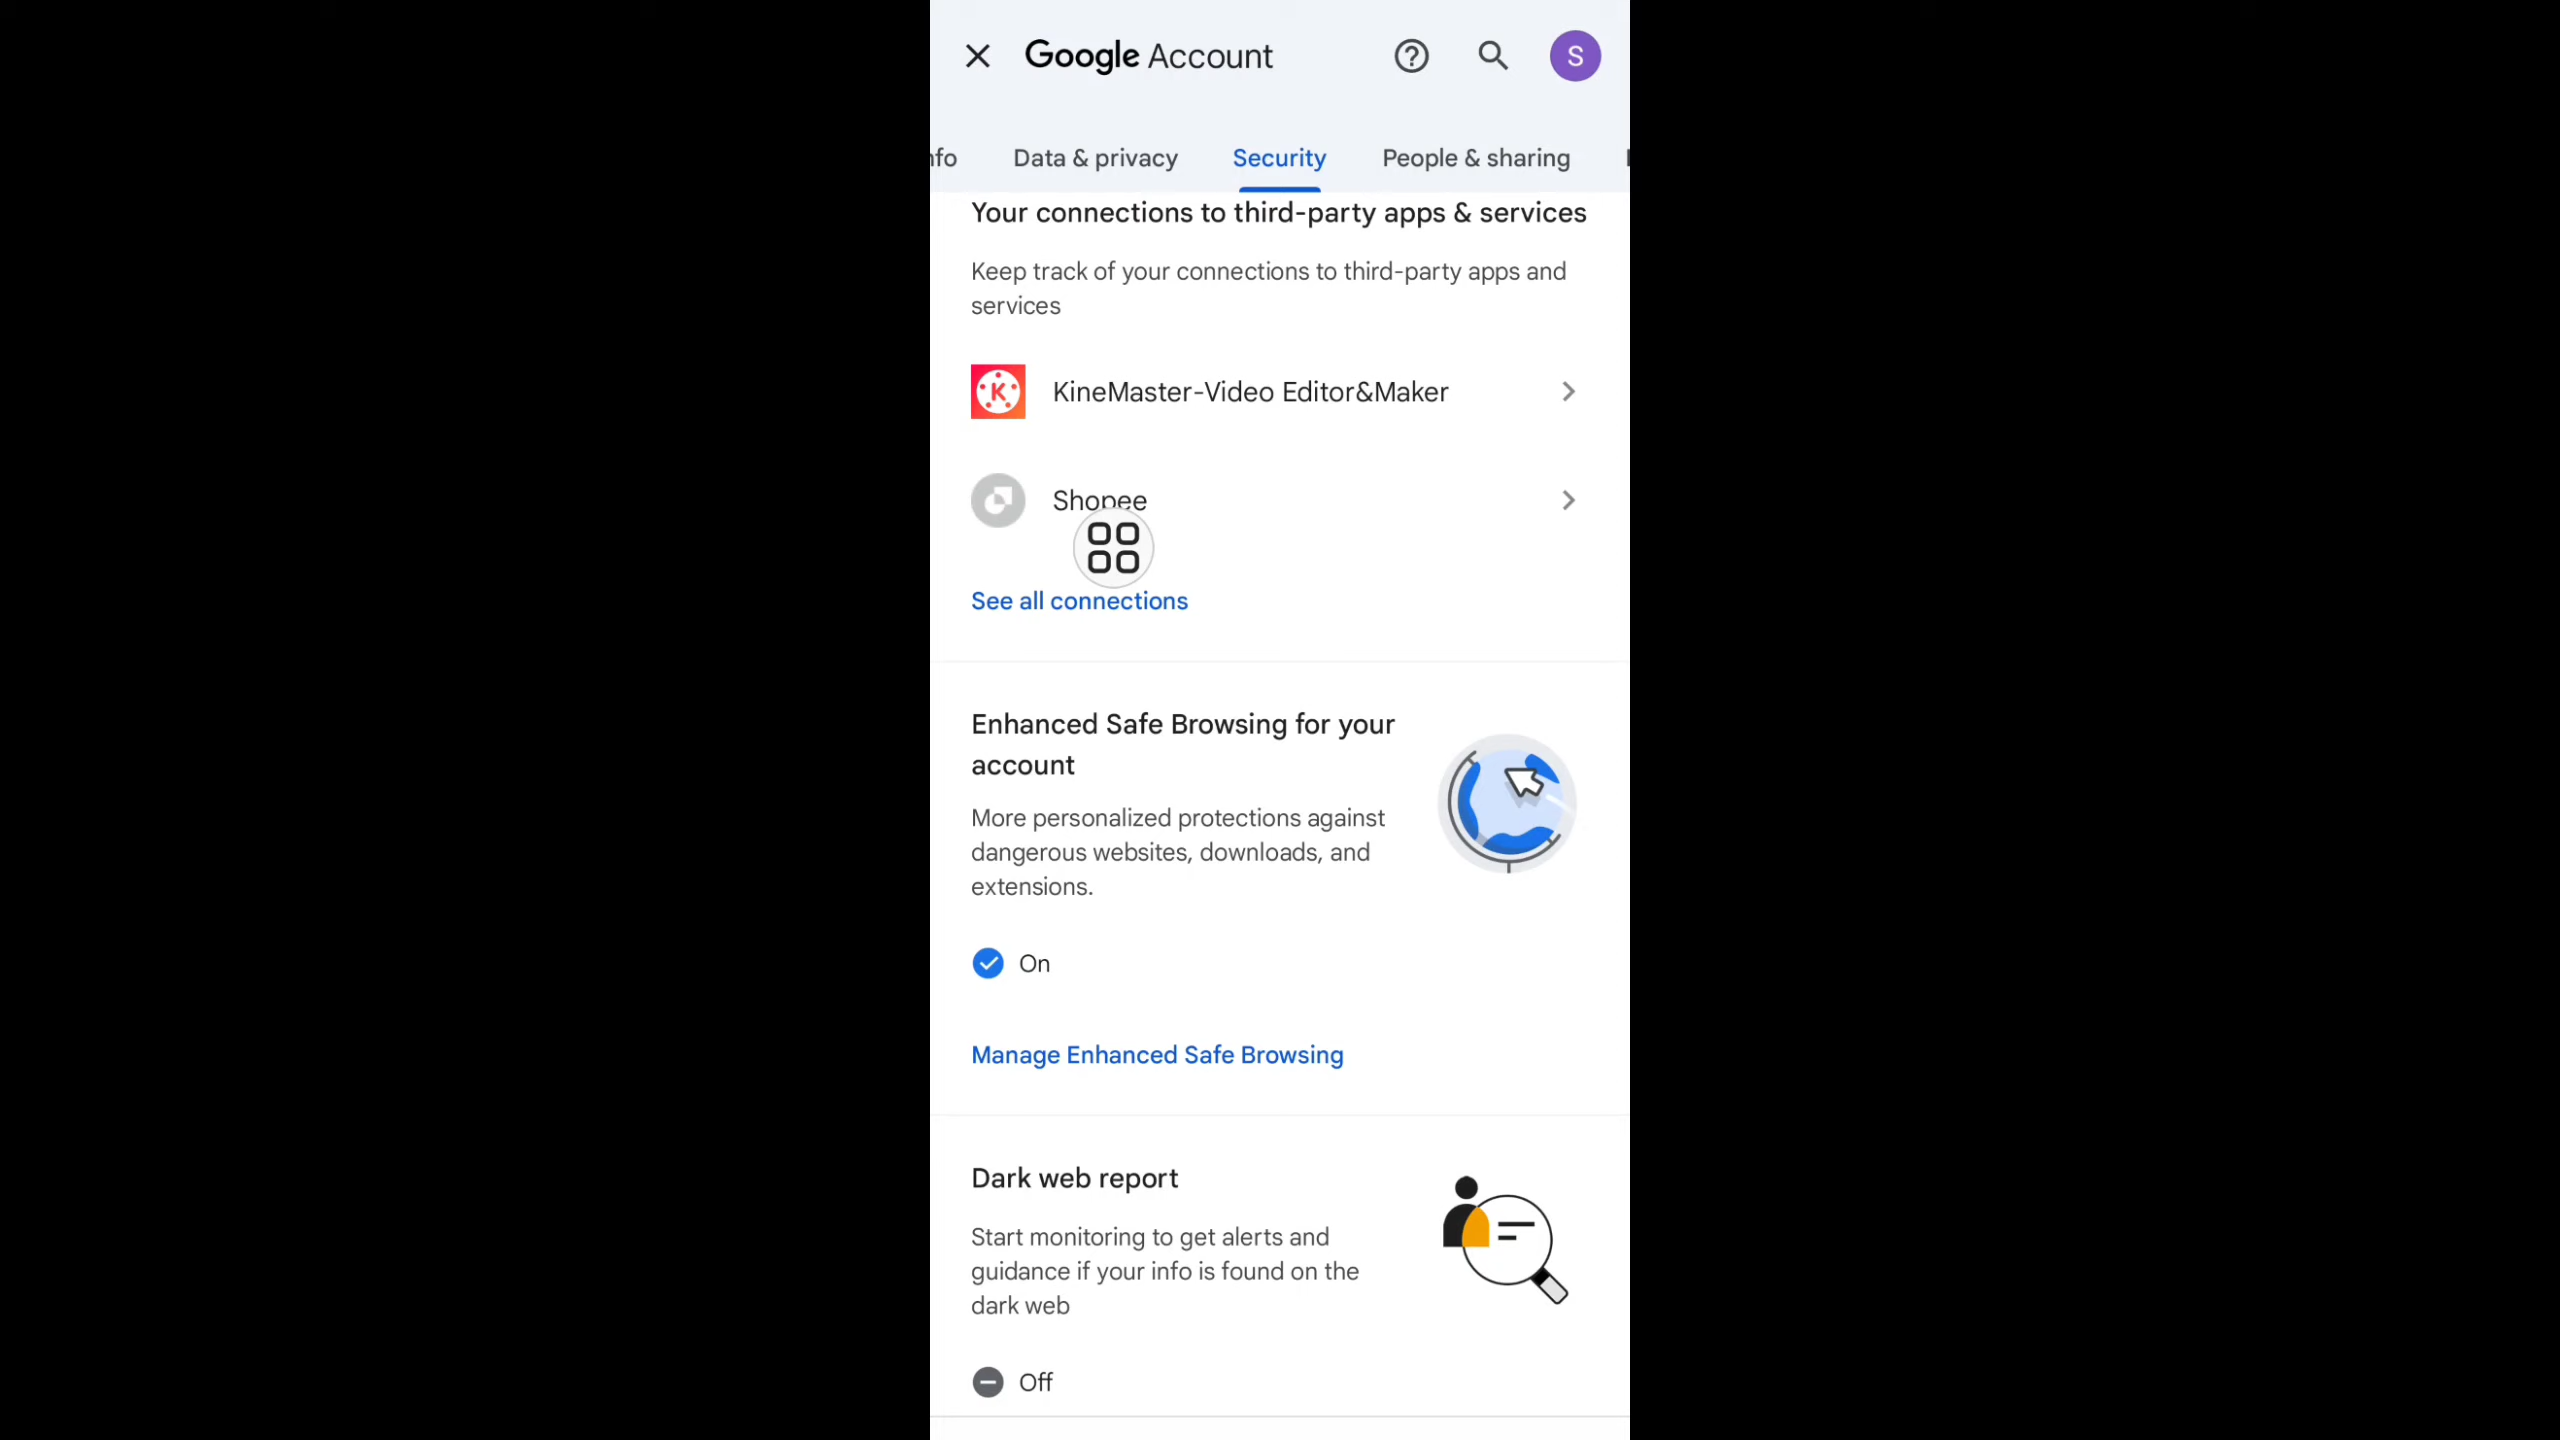 Google Account
S
nfo
Data & privacy
Security
People & sharing
Your connections to third-party apps & services
Keep track of your connections to third-party apps and
services
K
KineMaster-Video Editor&Maker
Shopee
See all connections
Enhanced Safe Browsing for your
account
More personalized protections against
dangerous websites, downloads, and
extensions.
On
Manage Enhanced Safe Browsing
Dark web report
Start monitoring to get alerts and
guidance if your info is found on the
dark web
Off